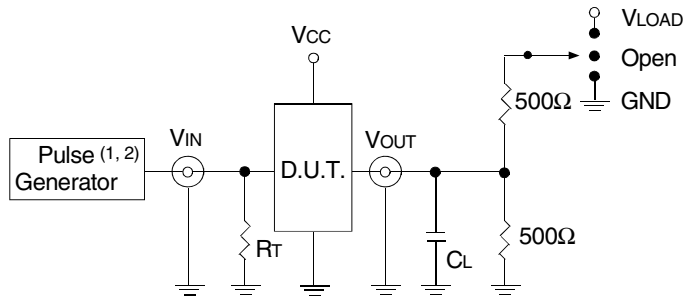 VLOAD
VCC
Open
500Ω
GND
Pulse (1, 2)
Generator
VIN
D.U.T.
VOUT
RT
CL
500Ω